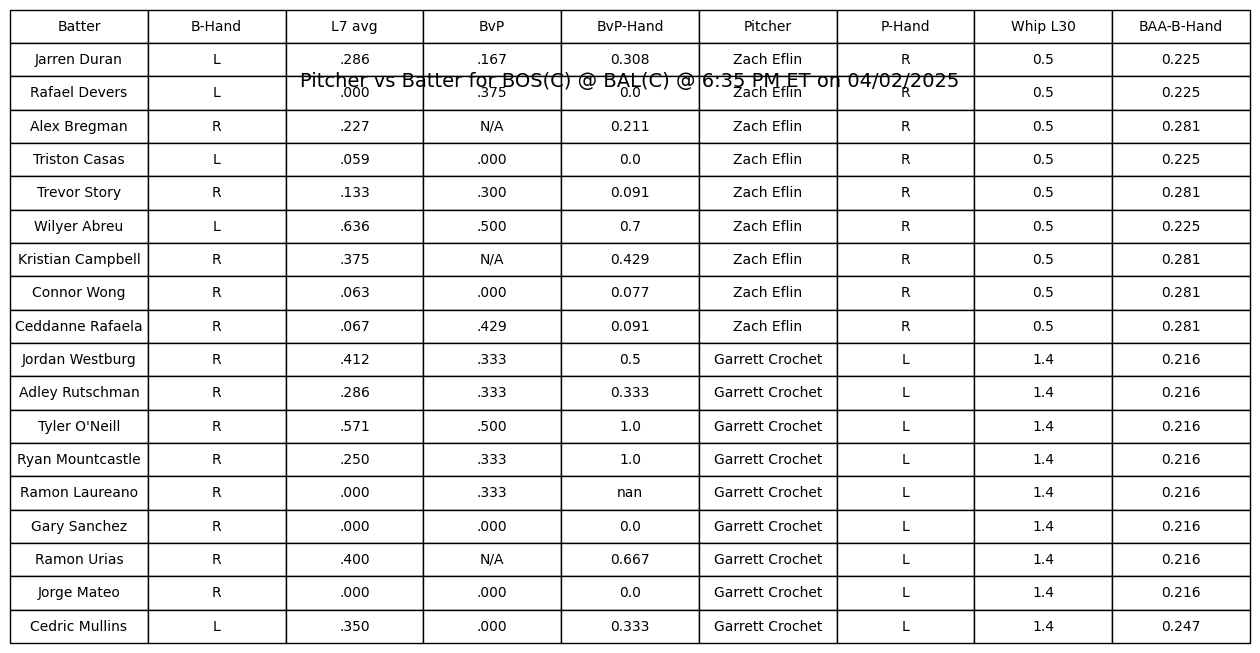 Batter B-Hand L7 avg BvP BvP-Hand Pitcher P-Hand Whip L30 BAA-B-Hand
Jarren Duran L .286 .167 0.308 Zach Eflin R 0.5 0.225
Pitcher vs Batter for BOS(C) @ BAL(C) @ 6:35 PM ET on 04/02/2025
Rafael Devers L .000 .375 0.0 Zach Eflin R 0.5 0.225
Alex Bregman R .227 N/A 0.211 Zach Eflin R 0.5 0.281
Triston Casas L .059 .000 0.0 Zach Eflin R 0.5 0.225
Trevor Story R .133 .300 0.091 Zach Eflin R 0.5 0.281
Wilyer Abreu L .636 .500 0.7 Zach Eflin R 0.5 0.225
Kristian Campbell R .375 N/A 0.429 Zach Eflin R 0.5 0.281
Connor Wong R .063 .000 0.077 Zach Eflin R 0.5 0.281
Ceddanne Rafaela R .067 .429 0.091 Zach Eflin R 0.5 0.281
Jordan Westburg R .412 .333 0.5 Garrett Crochet L 1.4 0.216
Adley Rutschman R .286 .333 0.333 Garrett Crochet L 1.4 0.216
Tyler O'Neill R .571 .500 1.0 Garrett Crochet L 1.4 0.216
Ryan Mountcastle R .250 .333 1.0 Garrett Crochet L 1.4 0.216
Ramon Laureano R .000 .333 nan Garrett Crochet L 1.4 0.216
Gary Sanchez R .000 .000 0.0 Garrett Crochet L 1.4 0.216
Ramon Urias R .400 N/A 0.667 Garrett Crochet L 1.4 0.216
Jorge Mateo R .000 .000 0.0 Garrett Crochet L 1.4 0.216
Cedric Mullins L .350 .000 0.333 Garrett Crochet L 1.4 0.247